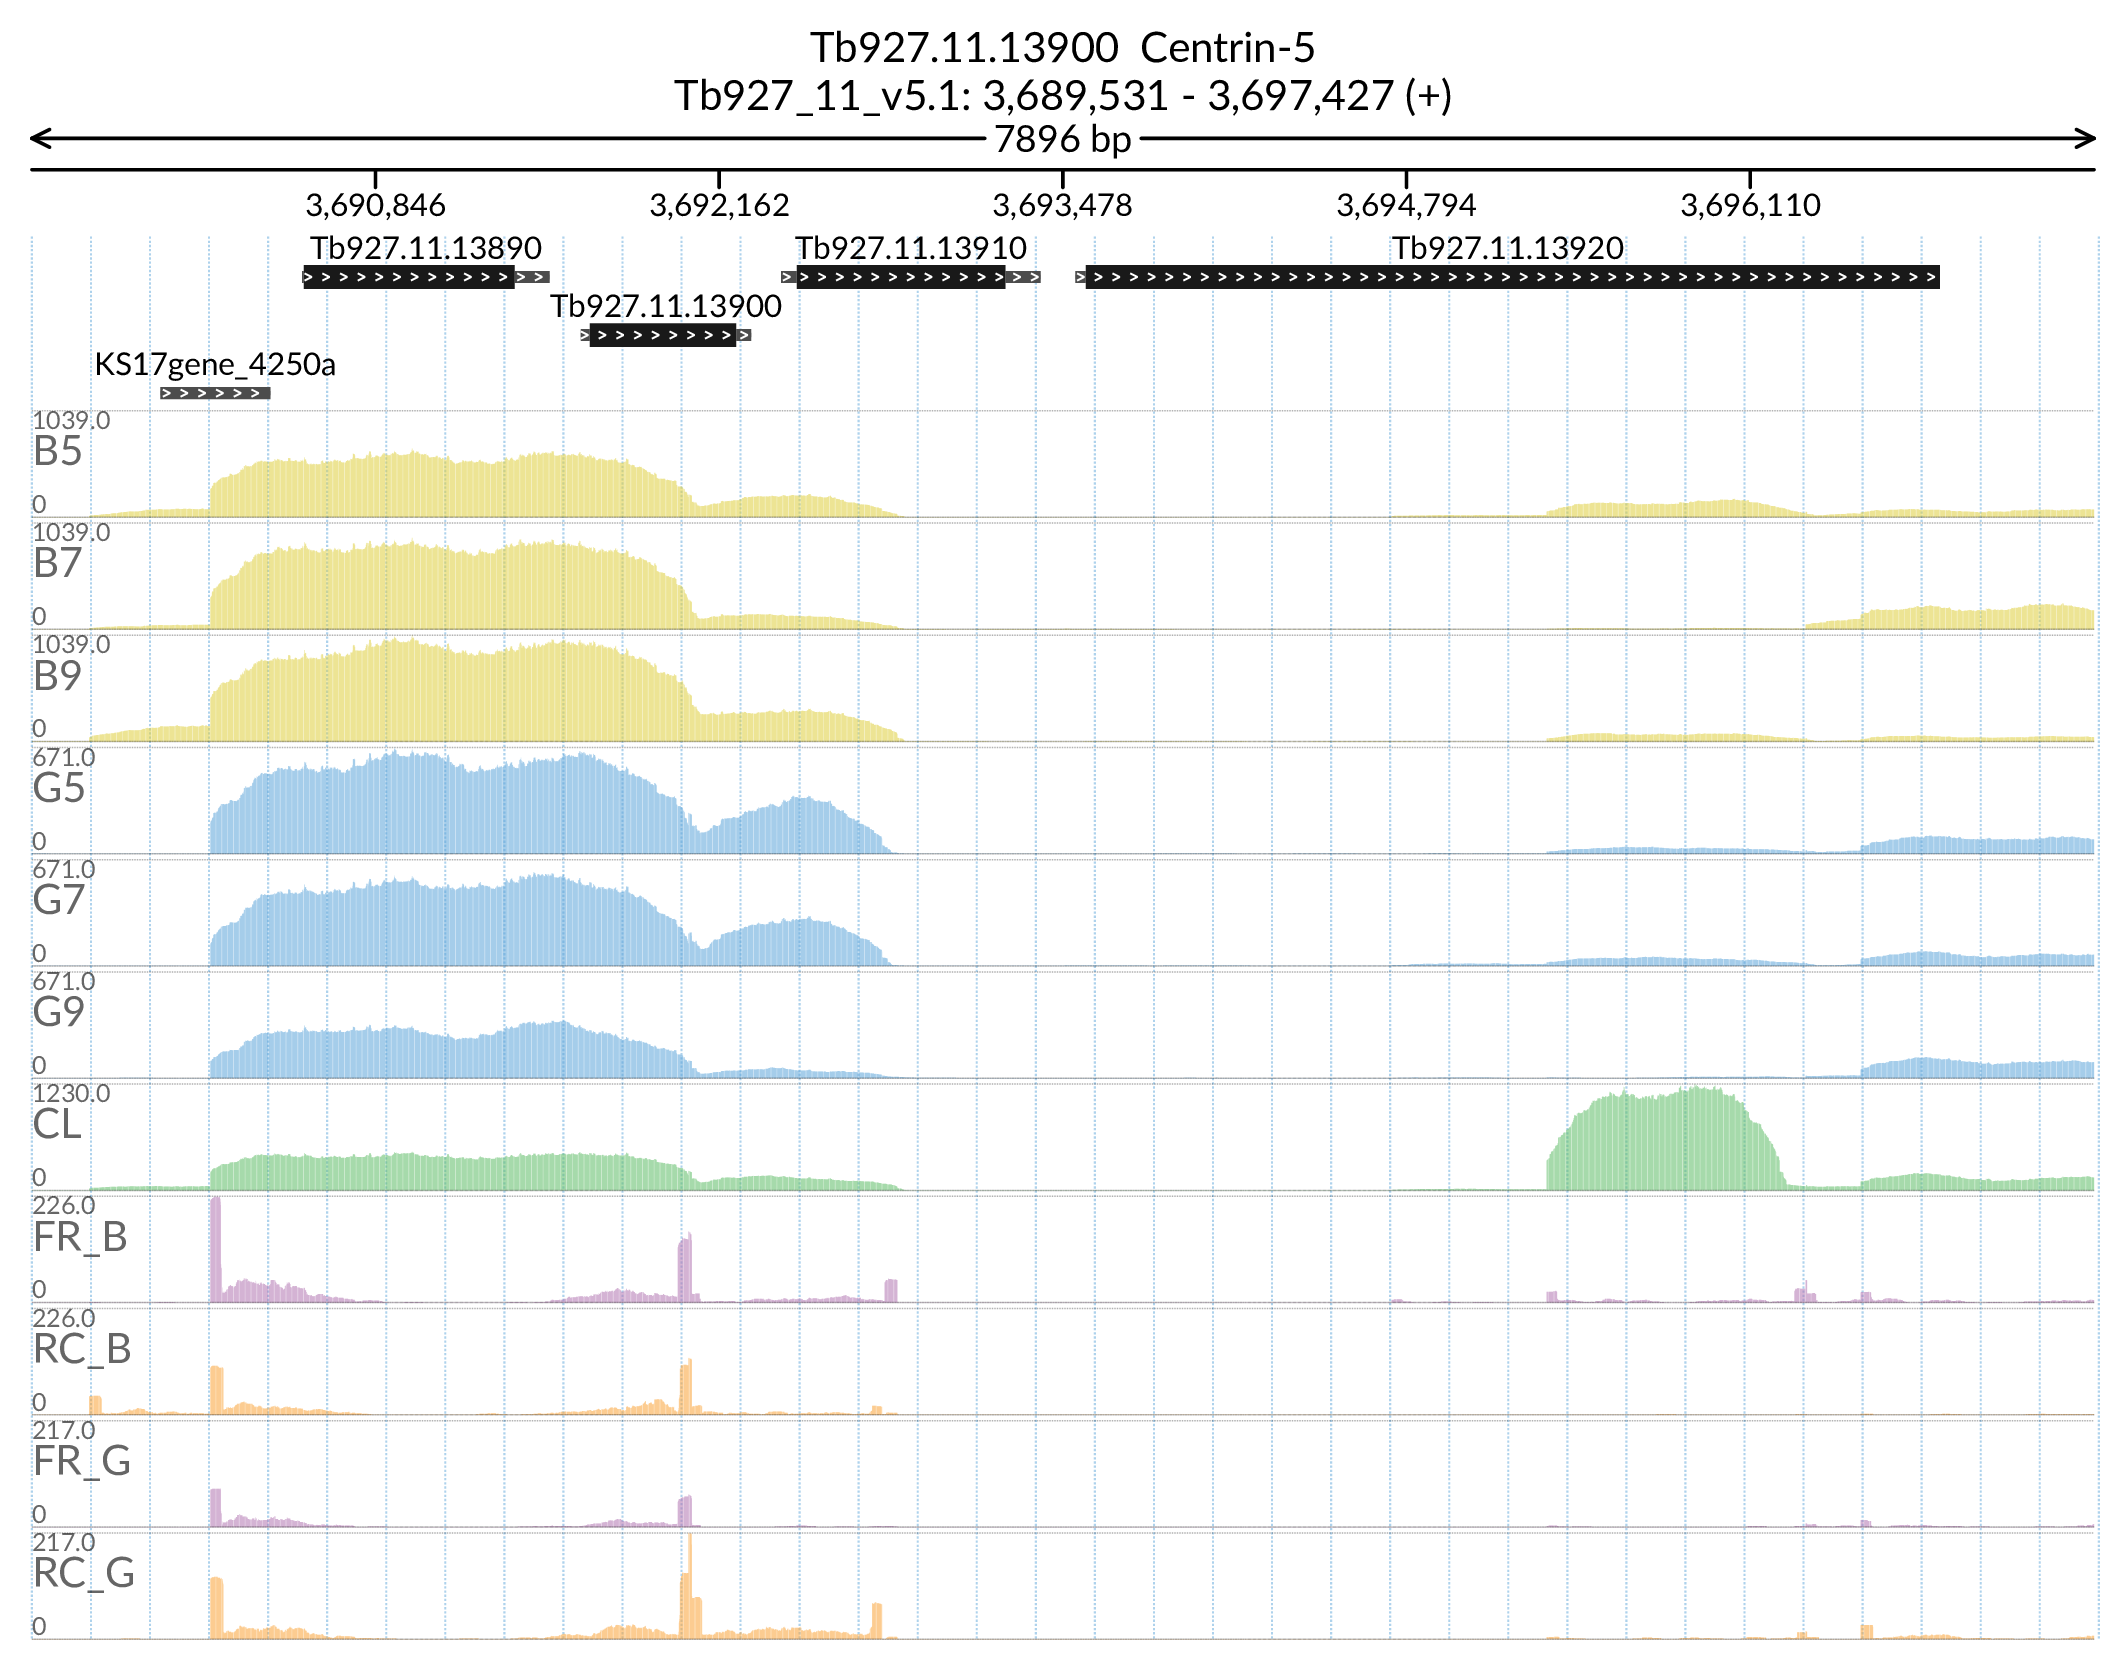 Tb927.11.13900  Centrin-5
Tb927_11_v5.1: 3,689,531 - 3,697,427 (+)
7896 bp
3,690,846 3,692,162 3,693,478 3,694,794 3,696,110
Tb927.11.13890 Tb927.11.13910 Tb927.11.13920
Tb927.11.13900
KS17gene_4250a
1039.0
B5
0
1039.0
B7
0
1039.0
B9
0
671.0
G5
0
671.0
G7
0
671.0
G9
0
1230.0
CL
0
226.0
FR_B
0
226.0
RC_B
0
217.0
FR_G
0
217.0
RC_G
0